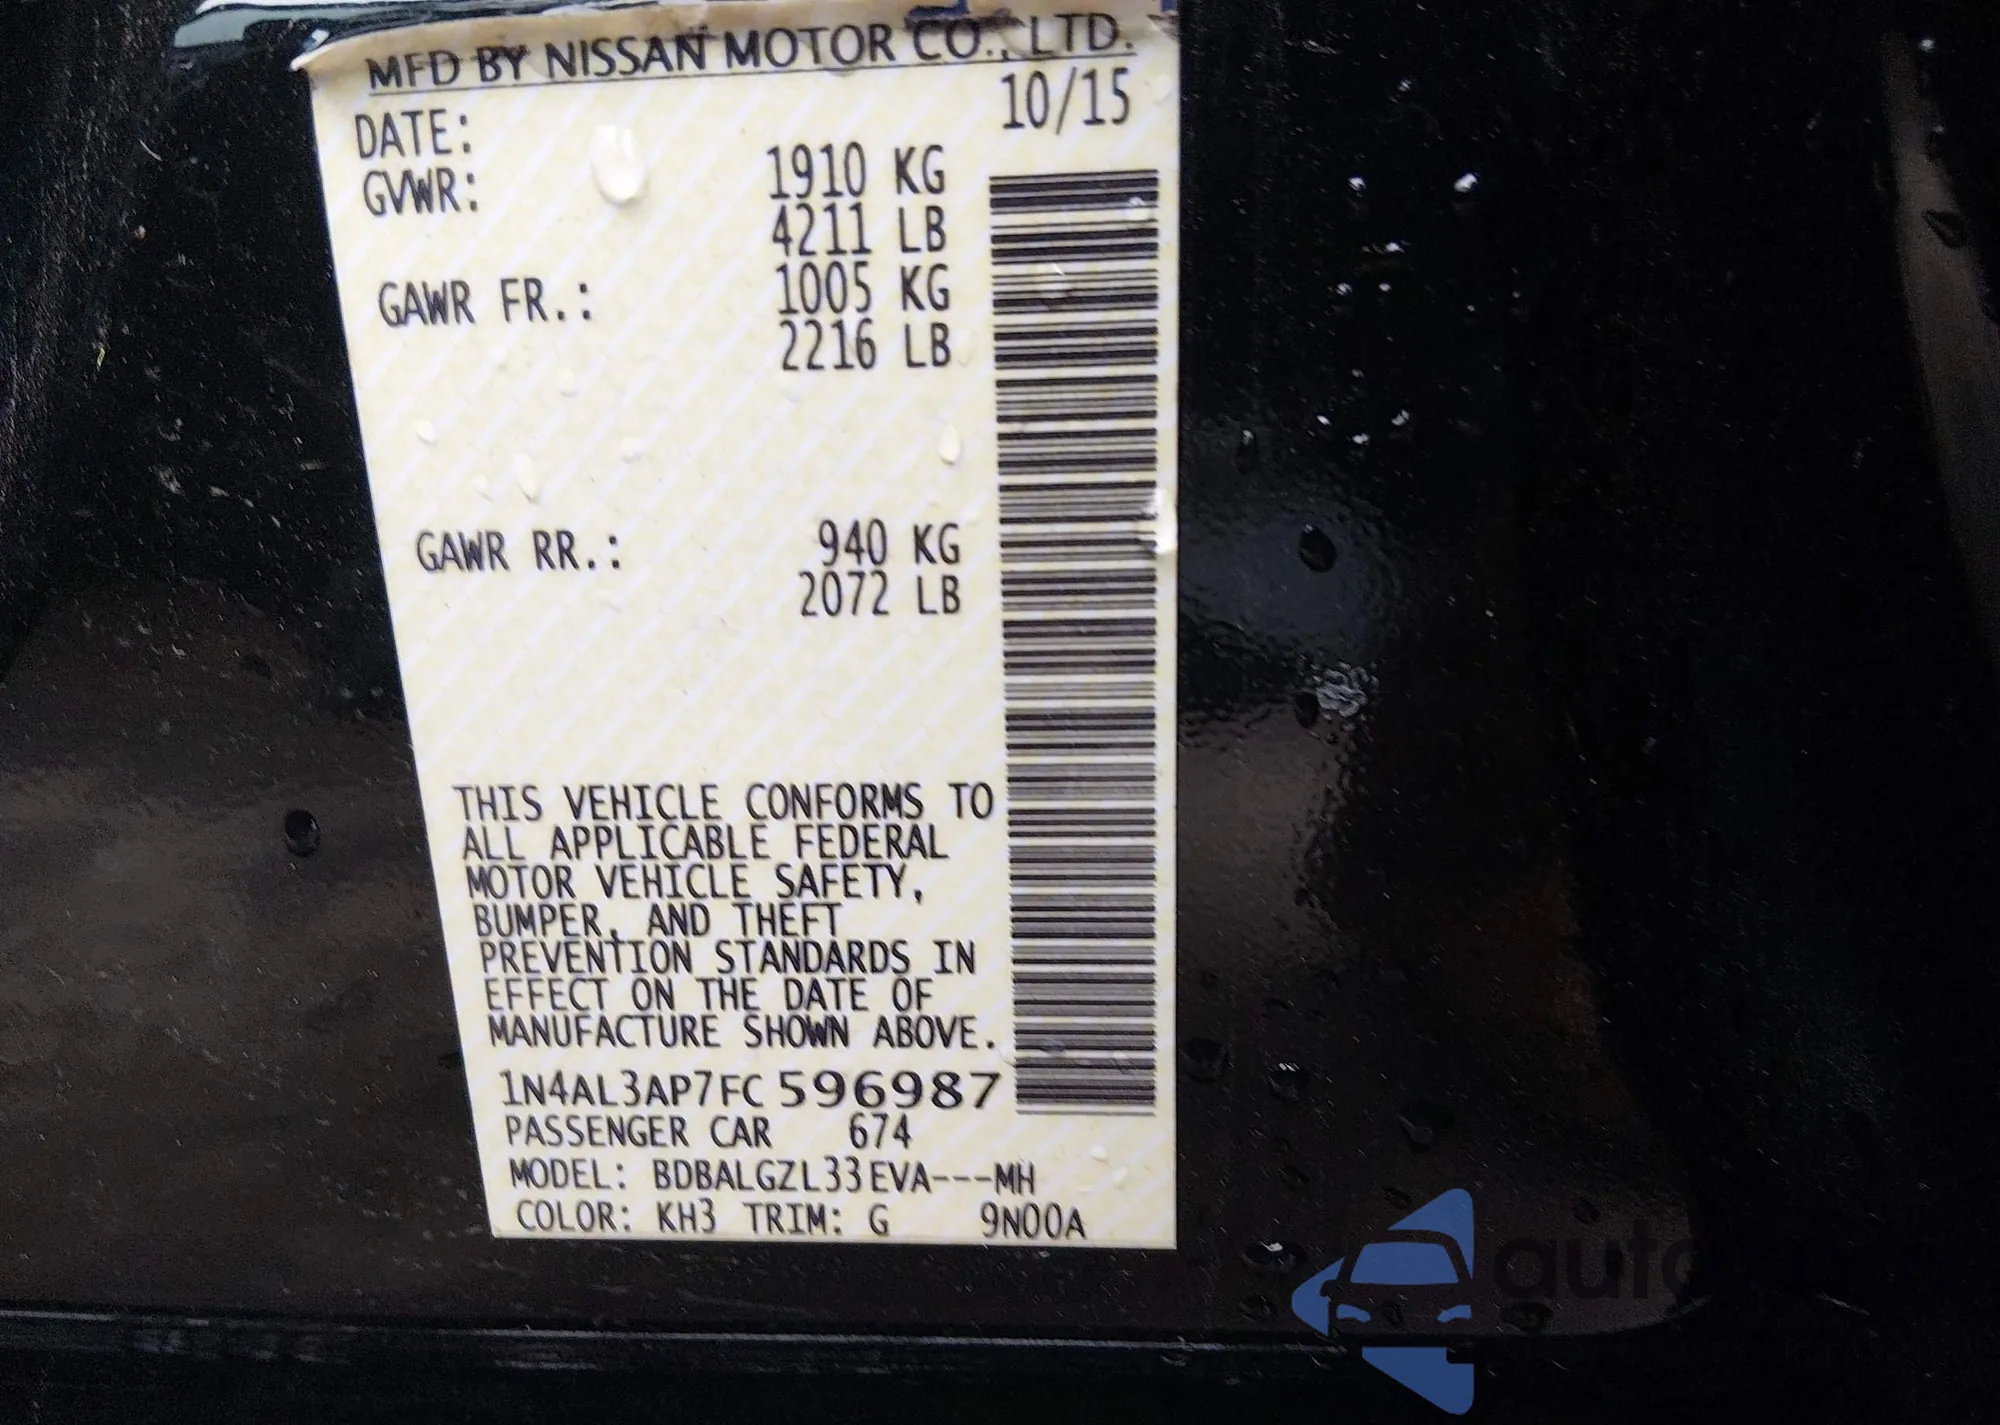 MFD BY NISSAN MOTOR CO., LTD.
DATE: 10/15
GVWR: 1910 KG
4211 LB
GAWR FR.: 1005 KG
2216 LB
GAWR RR.: 940 KG
2072 LB
THIS VEHICLE CONFORMS TO
ALL APPLICABLE FEDERAL
MOTOR VEHICLE SAFETY,
BUMPER, AND THEFT
PREVENTION STANDARDS IN
EFFECT ON THE DATE OF
MANUFACTURE SHOWN ABOVE.
1N4AL3AP7FC596987
PASSENGER CAR 674
MODEL: BDBALGZL33EVA---MH
COLOR: KH3 TRIM: G 9N00A